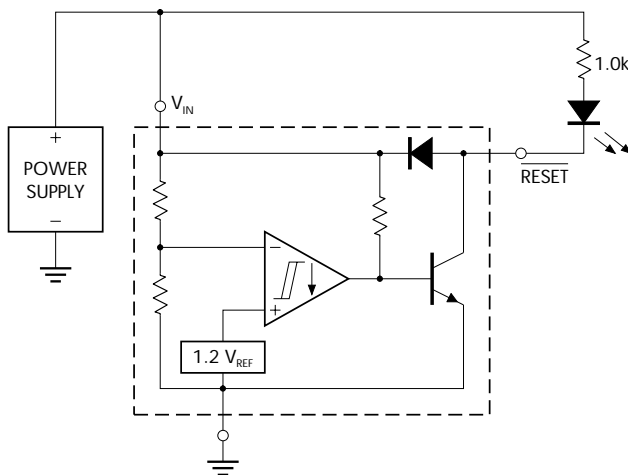 1.0k
V_IN
+
POWER
SUPPLY
−
RESET
−
+
1.2 V_REF